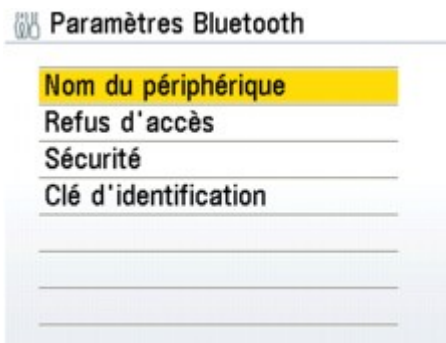 Paramètres Bluetooth
Nom du périphérique
Refus d'accès
Sécurité
Clé d'identification